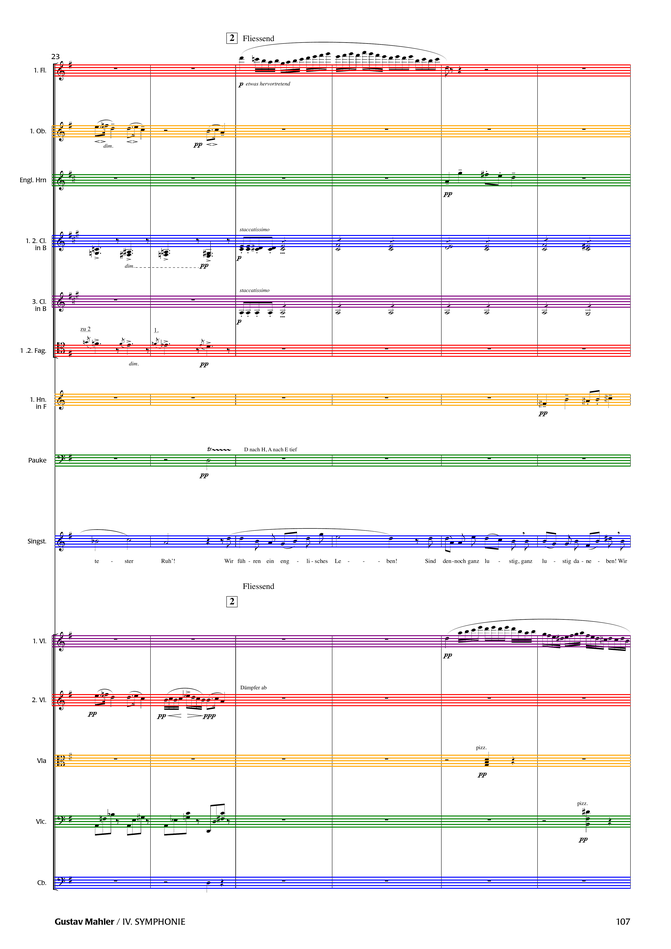 2 Fliessend
23
1. Fl.
p etwas hervortretend
1. Ob.
dim.
pp
Engl. Hrn
pp
staccatissimo
1. 2. Cl.
in B
dim.
pp
p
staccatissimo
3. Cl.
in B
p
zu 2
1.
1 .2. Fag.
dim.
pp
1. Hn.
in F
pp
tr
D nach H, A nach E tief
Pauke
pp
Singst.
te - ster Ruh'! Wir füh - ren ein eng - li - sches Le - - - ben! Sind den-noch ganz lu - stig, ganz lu - stig da - ne - ben! Wir
Fliessend
2
1. Vl.
pp
Dämpfer ab
2. Vl.
pp pp ppp
pizz.
Vla
pp
pizz.
Vlc.
pp
Cb.
Gustav Mahler / IV. SYMPHONIE
107